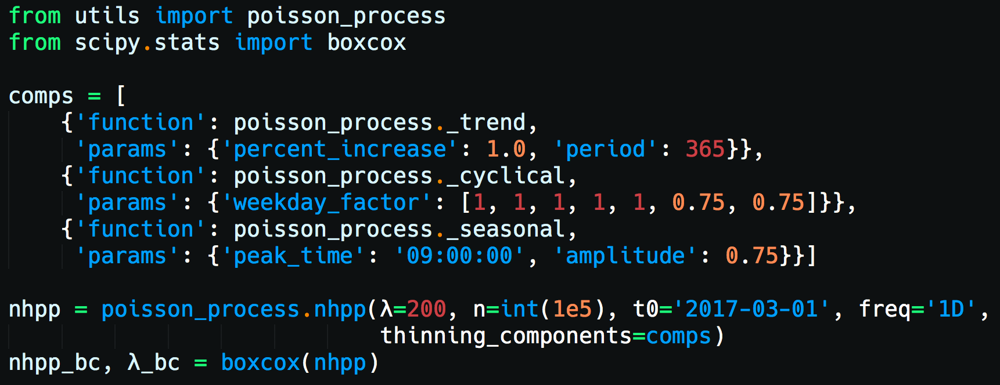 from utils import poisson_process
from scipy.stats import boxcox

comps = [
    {'function': poisson_process._trend,
     'params': {'percent_increase': 1.0, 'period': 365}},
    {'function': poisson_process._cyclical,
     'params': {'weekday_factor': [1, 1, 1, 1, 1, 0.75, 0.75]}},
    {'function': poisson_process._seasonal,
     'params': {'peak_time': '09:00:00', 'amplitude': 0.75}}]

nhpp = poisson_process.nhpp(λ=200, n=int(1e5), t0='2017-03-01', freq='1D',
                            thinning_components=comps)
nhpp_bc, λ_bc = boxcox(nhpp)